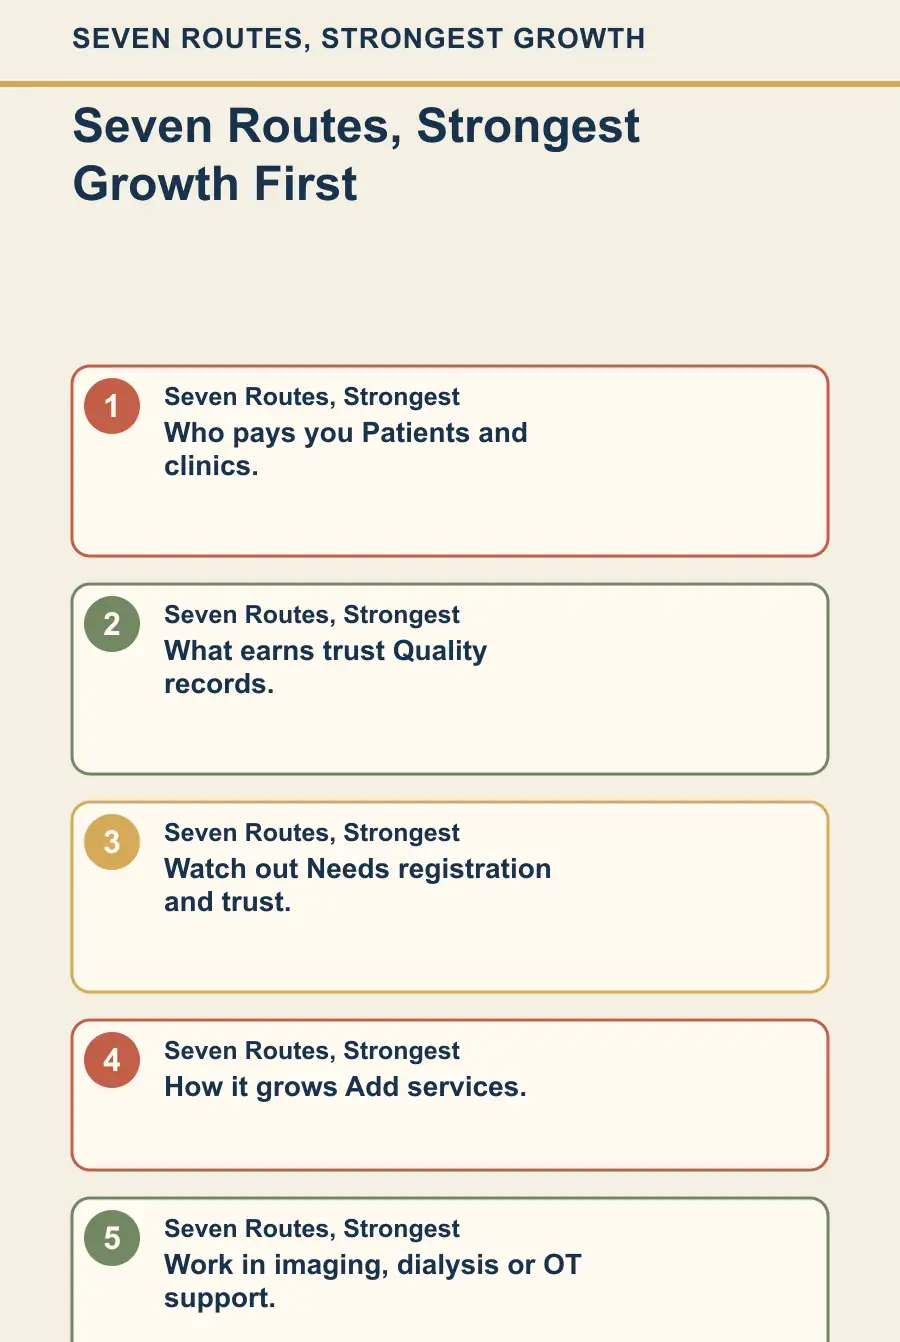 SEVEN ROUTES, STRONGEST GROWTH
Seven Routes, Strongest
Growth First
1
Seven Routes, Strongest
Who pays you Patients and
clinics.
2
Seven Routes, Strongest
What earns trust Quality
records.
3
Seven Routes, Strongest
Watch out Needs registration
and trust.
4
Seven Routes, Strongest
How it grows Add services.
5
Seven Routes, Strongest
Work in imaging, dialysis or OT
support.